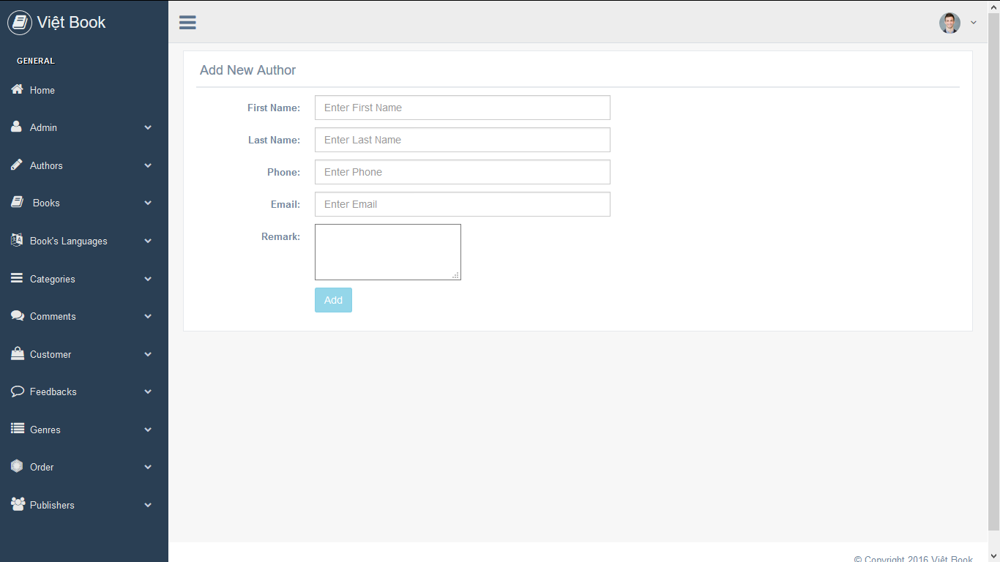 Việt Book
GENERAL
Home
Admin
Authors
Books
Book's Languages
Categories
Comments
Customer
Feedbacks
Genres
Order
Publishers
Add New Author
First Name: Enter First Name
Last Name: Enter Last Name
Phone: Enter Phone
Email: Enter Email
Remark:
Add
© Copyright 2016 Việt Book